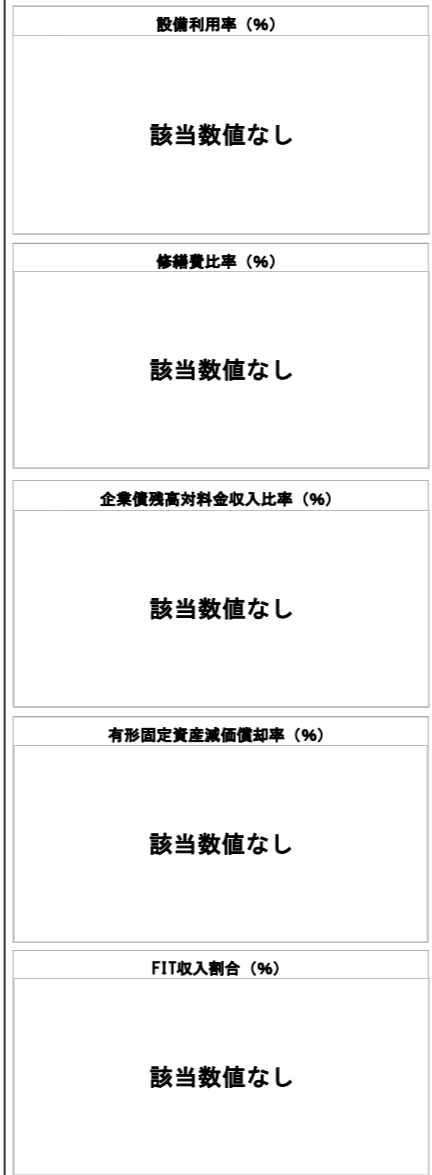 設備利用率（%）
該当数値なし
修繕費比率（%）
該当数値なし
企業債残高対料金収入比率（%）
該当数値なし
有形固定資産減価償却率（%）
該当数値なし
FIT収入割合（%）
該当数値なし